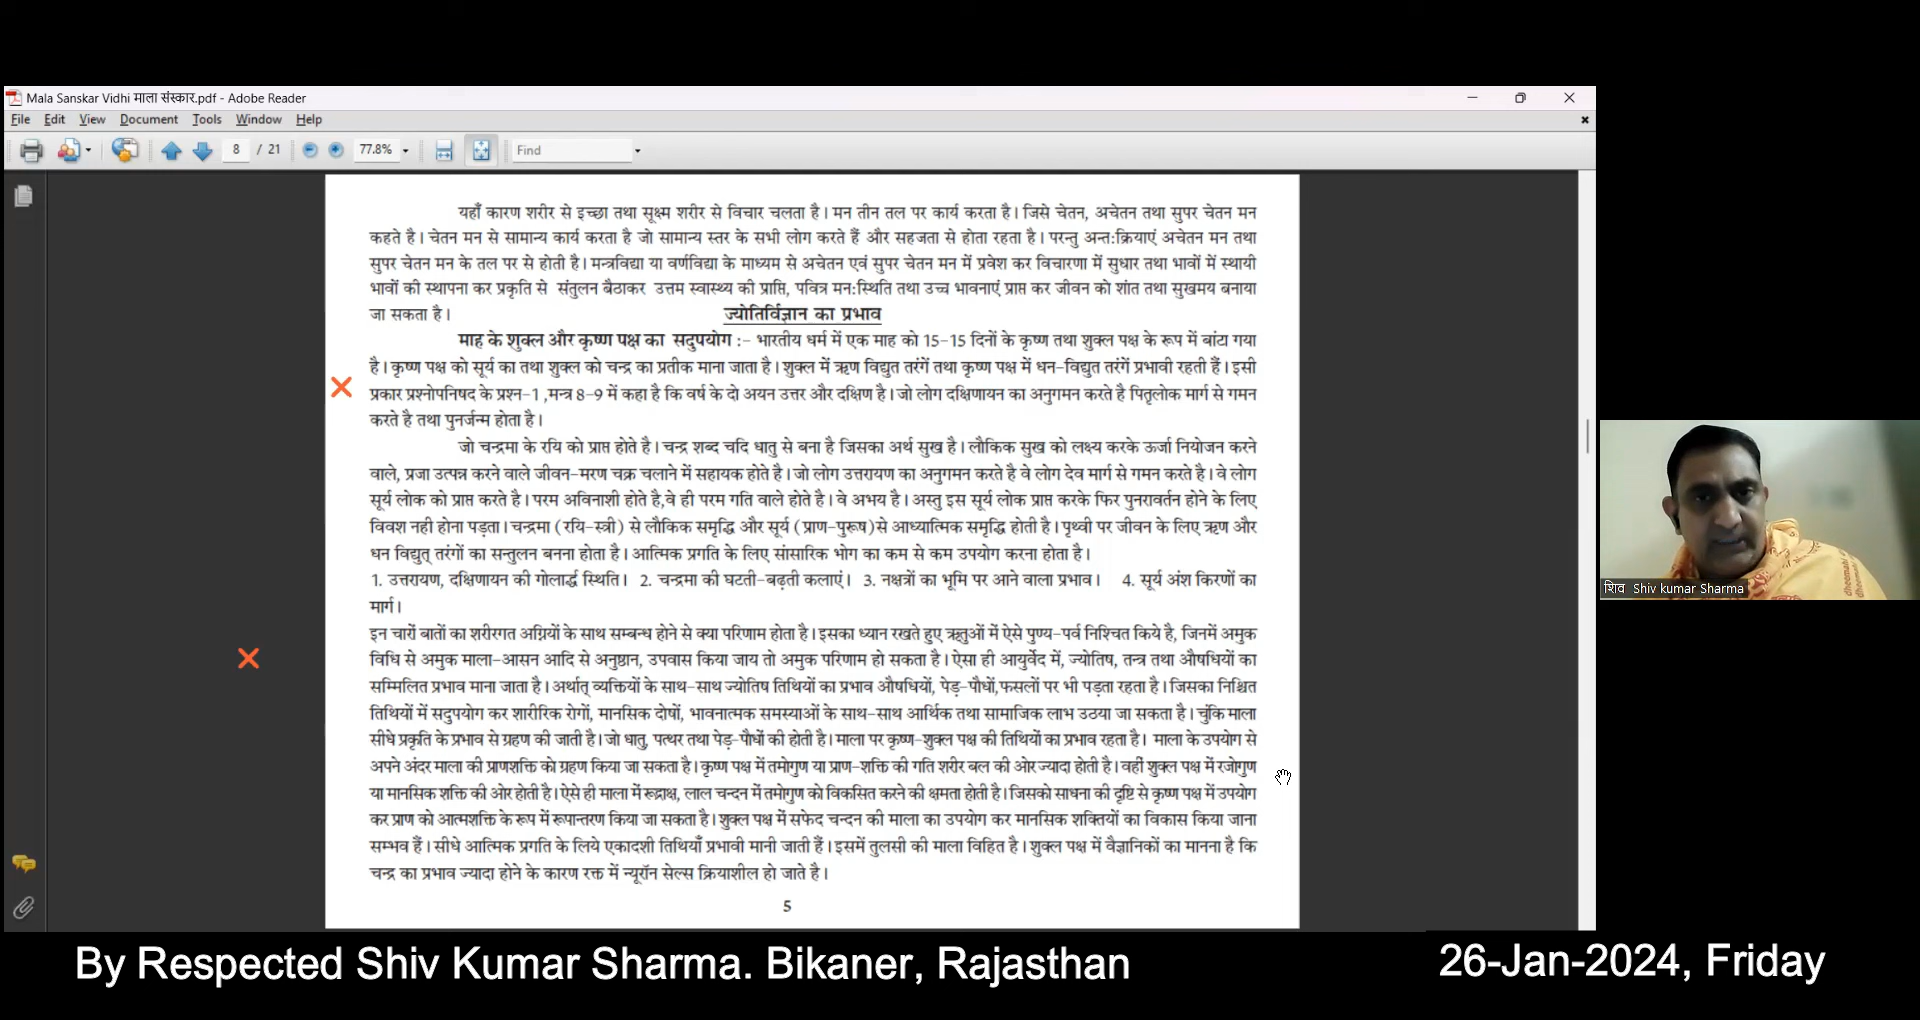 Mala Sanskar Vidhi माला संस्कार.pdf - Adobe Reader
File Edit View Document Tools Window Help
8 / 21 77.8% Find
यहाँ कारण शरीर से इच्छा तथा सूक्ष्म शरीर से विचार चलता है। मन तीन तल पर कार्य करता है। जिसे चेतन, अचेतन तथा सुपर चेतन मन
कहते है। चेतन मन से सामान्य कार्य करता है जो सामान्य स्तर के सभी लोग करते हैं और सहजता से होता रहता है। परन्तु अन्त:क्रियाएं अचेतन मन तथा
सुपर चेतन मन के तल पर से होती है। मन्त्रविद्या या वर्णविद्या के माध्यम से अचेतन एवं सुपर चेतन मन में प्रवेश कर विचारणा में सुधार तथा भावों में स्थायी
भावों की स्थापना कर प्रकृति से संतुलन बैठाकर उत्तम स्वास्थ्य की प्राप्ति, पवित्र मन:स्थिति तथा उच्च भावनाएं प्राप्त कर जीवन को शांत तथा सुखमय बनाया
जा सकता है।
ज्योतिर्विज्ञान का प्रभाव
माह के शुक्ल और कृष्ण पक्ष का सदुपयोग :- भारतीय धर्म में एक माह को 15-15 दिनों के कृष्ण तथा शुक्ल पक्ष के रूप में बांटा गया
है। कृष्ण पक्ष को सूर्य का तथा शुक्ल को चन्द्र का प्रतीक माना जाता है। शुक्ल में ऋण विद्युत तरंगें तथा कृष्ण पक्ष में धन-विद्युत तरंगें प्रभावी रहती हैं। इसी
प्रकार प्रश्नोपनिषद के प्रश्न-1 ,मन्त्र 8-9 में कहा है कि वर्ष के दो अयन उत्तर और दक्षिण है। जो लोग दक्षिणायन का अनुगमन करते है पितृलोक मार्ग से गमन
करते है तथा पुनर्जन्म होता है।
जो चन्द्रमा के रयि को प्राप्त होते है। चन्द्र शब्द चदि धातु से बना है जिसका अर्थ सुख है। लौकिक सुख को लक्ष्य करके ऊर्जा नियोजन करने
वाले, प्रजा उत्पन्न करने वाले जीवन-मरण चक्र चलाने में सहायक होते है। जो लोग उत्तरायण का अनुगमन करते है वे लोग देव मार्ग से गमन करते है। वे लोग
सूर्य लोक को प्राप्त करते है। परम अविनाशी होते है,वे ही परम गति वाले होते है। वे अभय है। अस्तु इस सूर्य लोक प्राप्त करके फिर पुनरावर्तन होने के लिए
विवश नही होना पड़ता। चन्द्रमा (रयि-स्त्री) से लौकिक समृद्धि और सूर्य (प्राण-पुरूष)से आध्यात्मिक समृद्धि होती है। पृथ्वी पर जीवन के लिए ऋण और
धन विद्युत् तरंगों का सन्तुलन बनना होता है। आत्मिक प्रगति के लिए सांसारिक भोग का कम से कम उपयोग करना होता है।
1. उत्तरायण, दक्षिणायन की गोलार्द्ध स्थिति। 2. चन्द्रमा की घटती-बढ़ती कलाएं। 3. नक्षत्रों का भूमि पर आने वाला प्रभाव। 4. सूर्य अंश किरणों का
मार्ग।
इन चारों बातों का शरीरगत अग्नियों के साथ सम्बन्ध होने से क्या परिणाम होता है। इसका ध्यान रखते हुए ऋतुओं में ऐसे पुण्य-पर्व निश्चित किये है, जिनमें अमुक
विधि से अमुक माला-आसन आदि से अनुष्ठान, उपवास किया जाय तो अमुक परिणाम हो सकता है। ऐसा ही आयुर्वेद में, ज्योतिष, तन्त्र तथा औषधियों का
सम्मिलित प्रभाव माना जाता है। अर्थात् व्यक्तियों के साथ-साथ ज्योतिष तिथियों का प्रभाव औषधियों, पेड़-पौधों,फसलों पर भी पड़ता रहता है। जिसका निश्चित
तिथियों में सदुपयोग कर शारीरिक रोगों, मानसिक दोषों, भावनात्मक समस्याओं के साथ-साथ आर्थिक तथा सामाजिक लाभ उठया जा सकता है। चुंकि माला
सीधे प्रकृति के प्रभाव से ग्रहण की जाती है। जो धातु, पत्थर तथा पेड़-पौधों की होती है। माला पर कृष्ण-शुक्ल पक्ष की तिथियों का प्रभाव रहता है। माला के उपयोग से
अपने अंदर माला की प्राणशक्ति को ग्रहण किया जा सकता है। कृष्ण पक्ष में तमोगुण या प्राण-शक्ति की गति शरीर बल की ओर ज्यादा होती है। वहीं शुक्ल पक्ष में रजोगुण
या मानसिक शक्ति की ओर होती है। ऐसे ही माला में रूद्राक्ष, लाल चन्दन में तमोगुण को विकसित करने की क्षमता होती है। जिसको साधना की दृष्टि से कृष्ण पक्ष में उपयोग
कर प्राण को आत्मशक्ति के रूप में रूपान्तरण किया जा सकता है। शुक्ल पक्ष में सफेद चन्दन की माला का उपयोग कर मानसिक शक्तियों का विकास किया जाना
सम्भव हैं। सीधे आत्मिक प्रगति के लिये एकादशी तिथियाँ प्रभावी मानी जाती हैं। इसमें तुलसी की माला विहित है। शुक्ल पक्ष में वैज्ञानिकों का मानना है कि
चन्द्र का प्रभाव ज्यादा होने के कारण रक्त में न्यूरॉन सेल्स क्रियाशील हो जाते है।
5
शिव Shiv kumar Sharma
By Respected Shiv Kumar Sharma. Bikaner, Rajasthan
26-Jan-2024, Friday